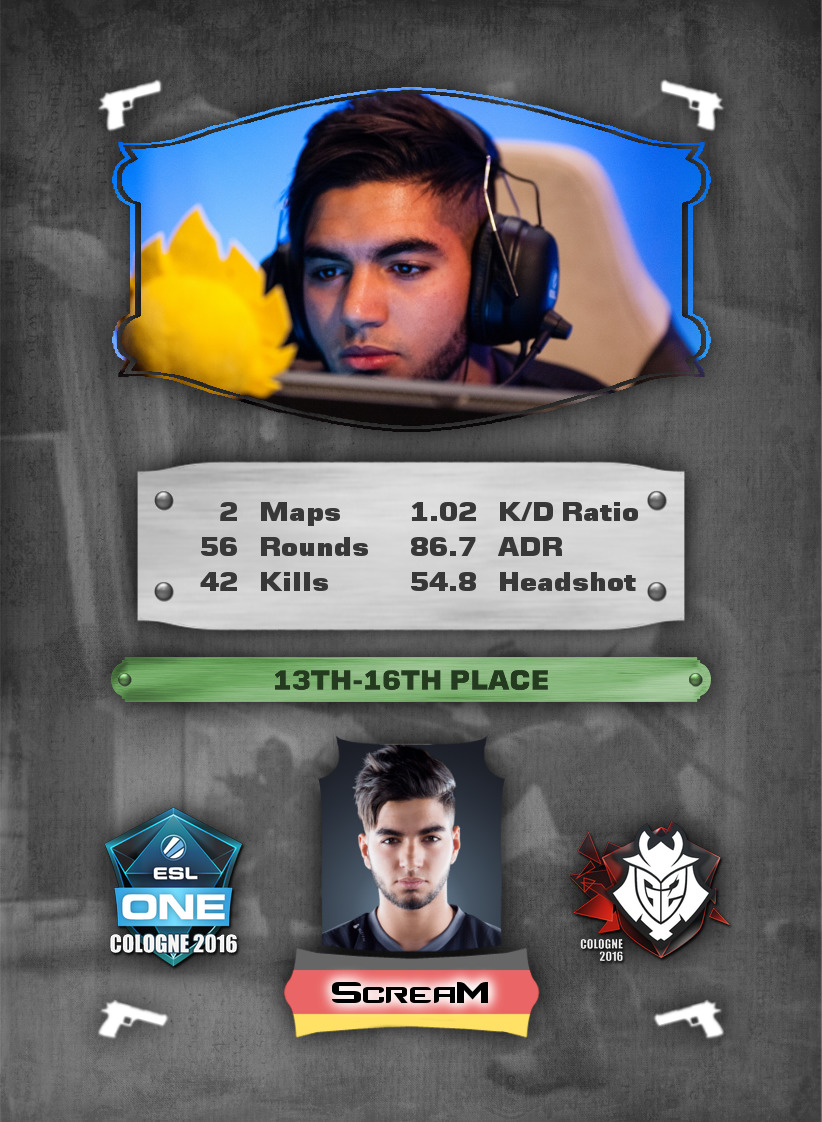 2 Maps 1.02 K/D Ratio
56 Rounds 86.7 ADR
42 Kills 54.8 Headshot
13TH-16TH PLACE
ESL
ONE
COLOGNE 2016
G2
COLOGNE
2016
ScreaM